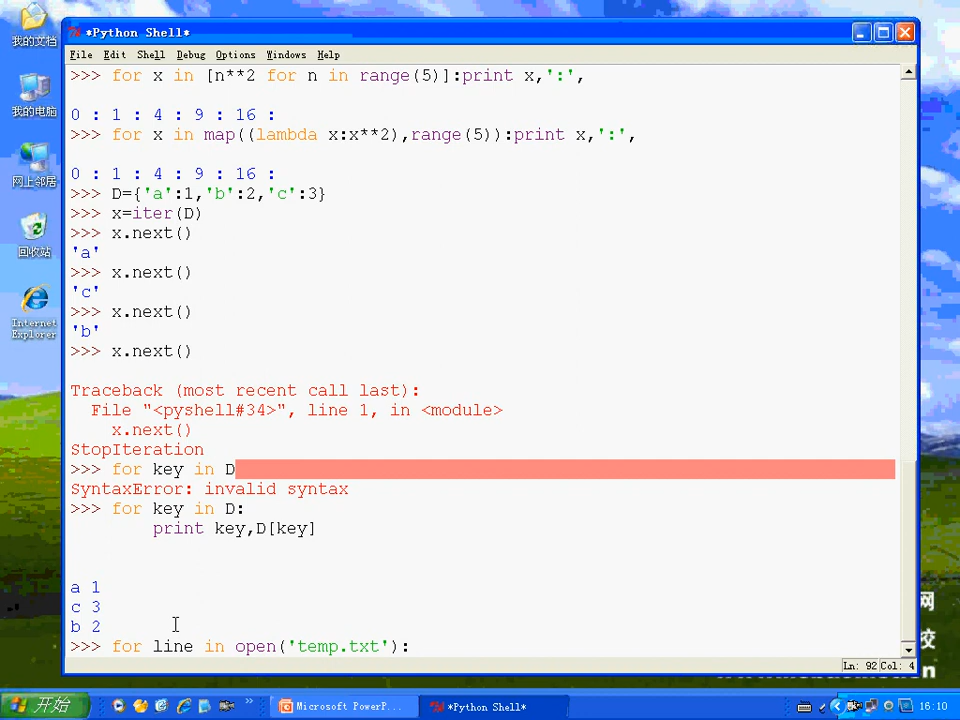 我的文档
我的电脑
网上邻居
回收站
Internet
Explorer
*Python Shell*
File Edit Shell Debug Options Windows Help
>>> for x in [n**2 for n in range(5)]:print x,':',
0 : 1 : 4 : 9 : 16 :
>>> for x in map((lambda x:x**2),range(5)):print x,':',
0 : 1 : 4 : 9 : 16 :
>>> D={'a':1,'b':2,'c':3}
>>> x=iter(D)
>>> x.next()
'a'
>>> x.next()
'c'
>>> x.next()
'b'
>>> x.next()
Traceback (most recent call last):
  File "<pyshell#34>", line 1, in <module>
    x.next()
StopIteration
>>> for key in D
SyntaxError: invalid syntax
>>> for key in D:
        print key,D[key]
a 1
c 3
b 2
>>> for line in open('temp.txt'):
Ln: 92 Col: 4
网
校
开始
Microsoft PowerP...
*Python Shell*
16:10